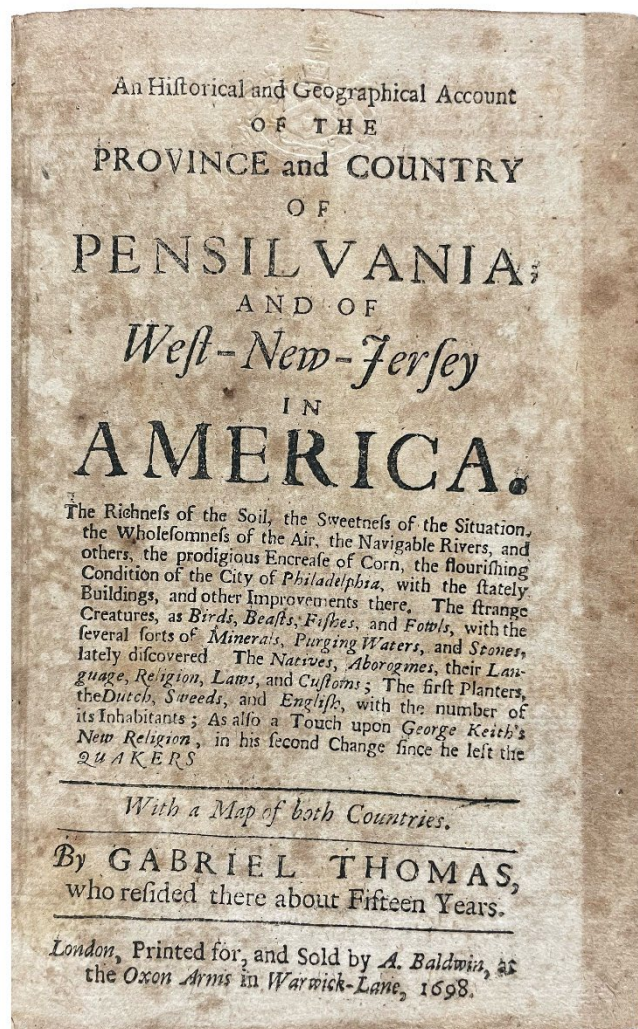 An Hiſtorical and Geographical Account
OF THE
PROVINCE and COUNTRY
OF
PENSILVANIA;
AND OF
Weſt-New-Jerſey
IN
AMERICA.
The Richneſs of the Soil, the Sweetneſs of the Situation,
the Wholeſomneſs of the Air, the Navigable Rivers, and
others, the prodigious Encreaſe of Corn, the flouriſhing
Condition of the City of Philadelphia, with the ſtately
Buildings, and other Improvements there. The ſtrange
Creatures, as Birds, Beaſts, Fiſhes, and Fowls, with the
ſeveral ſorts of Minerals, Purging Waters, and Stones,
lately diſcovered. The Natives, Aborogmes, their Lan-
guage, Religion, Laws, and Cuſtoms; The firſt Planters,
the Dutch, Sweeds, and Engliſh, with the number of
its Inhabitants; As alſo a Touch upon George Keith's
New Religion, in his ſecond Change ſince he left the
QUAKERS
With a Map of both Countries.
By GABRIEL THOMAS,
who reſided there about Fifteen Years.
London, Printed for, and Sold by A. Baldwin, at
the Oxon Arms in Warwick-Lane, 1698.